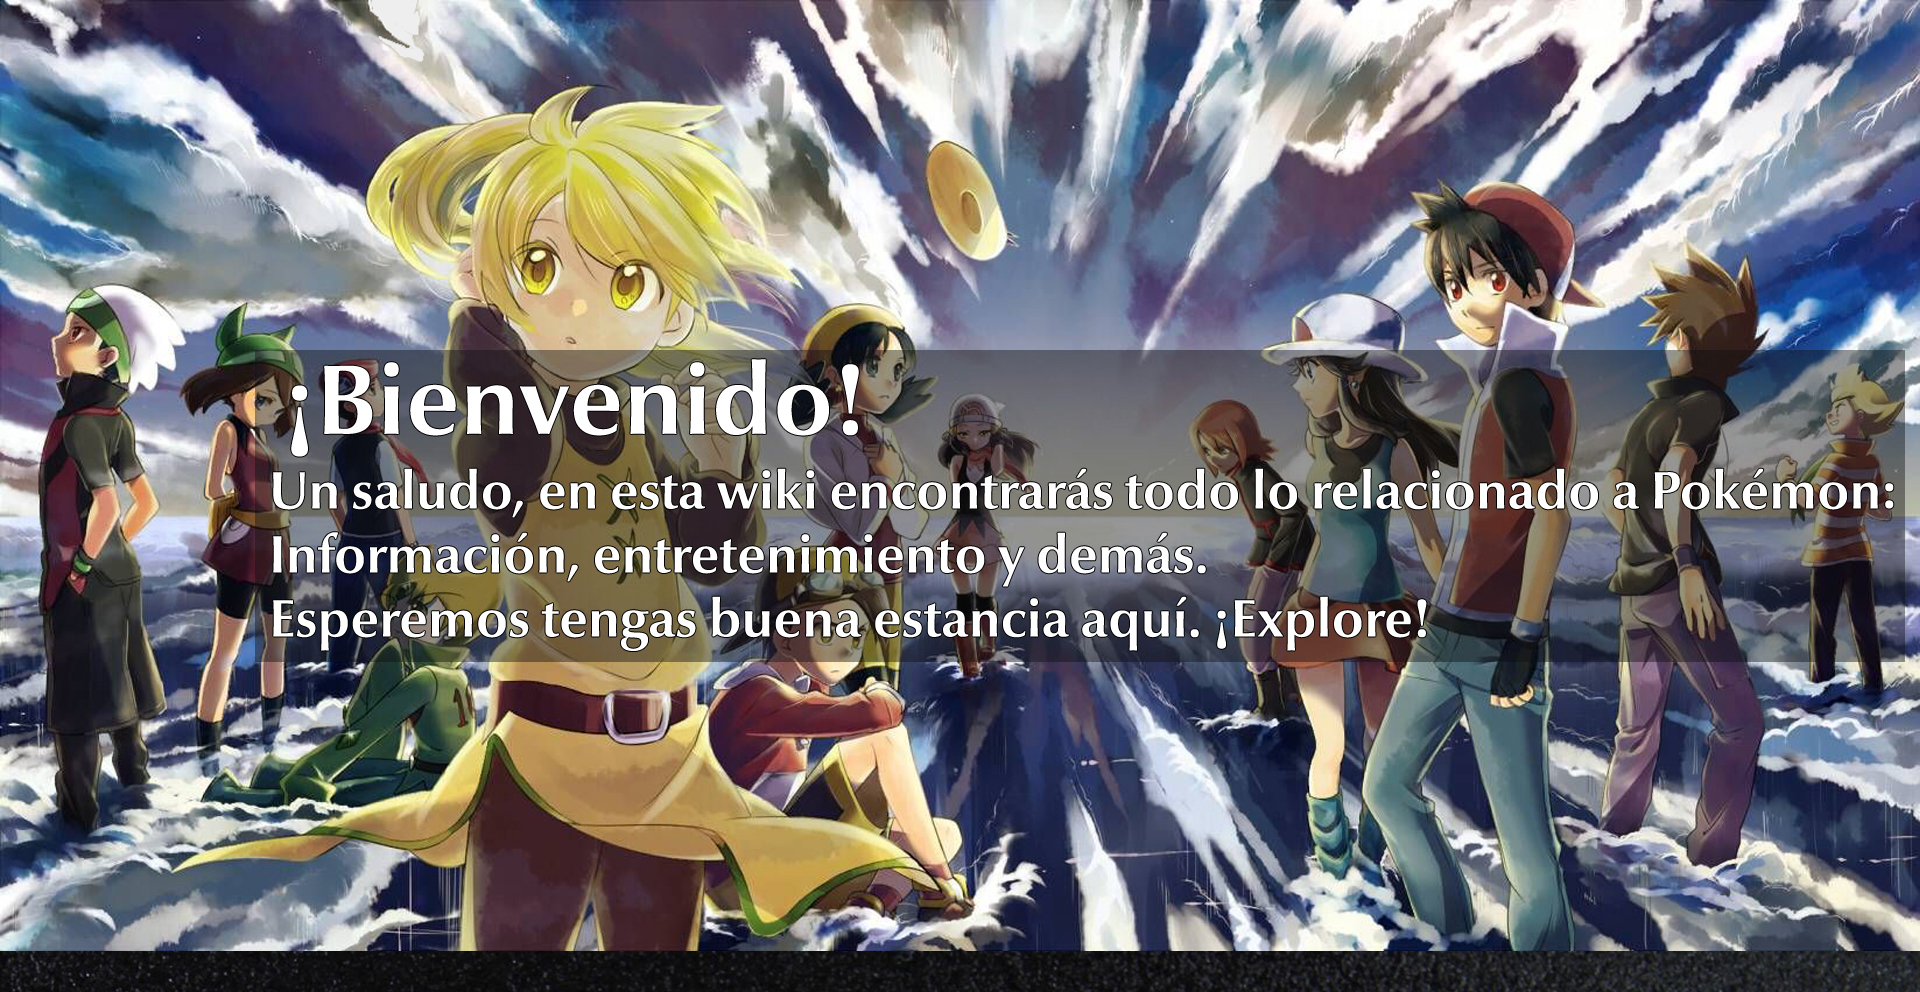 ¡Bienvenido!
Un saludo, en esta wiki encontrarás todo lo relacionado a Pokémon:
Información, entretenimiento y demás.
Esperemos tengas buena estancia aquí. ¡Explore!